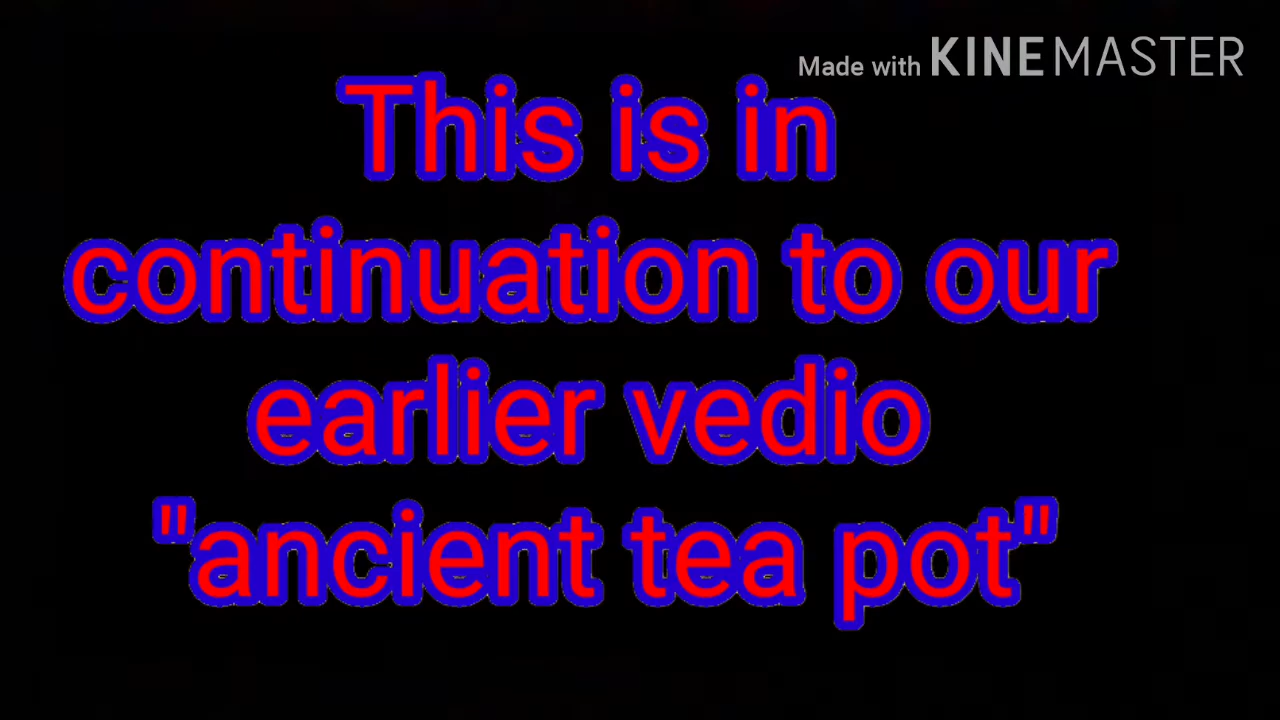 Made with KINEMASTER
This is in
continuation to our
earlier vedio
"ancient tea pot"